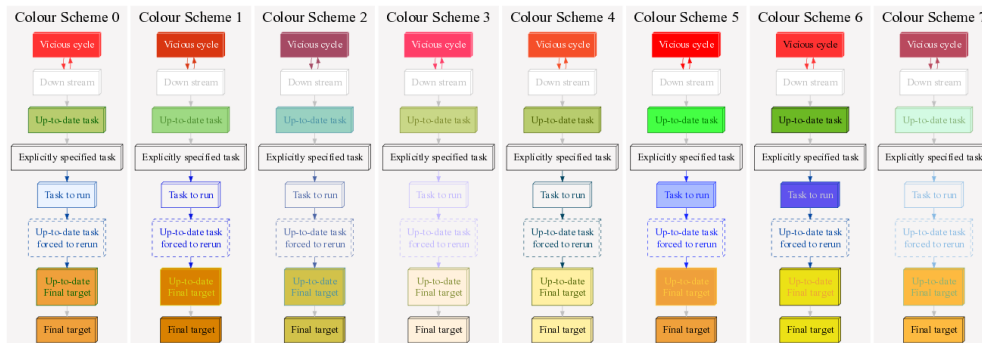 Colour Scheme 0
Vicious cycle
Down stream
Up-to-date task
Explicitly specified task
Task to run
Up-to-date task
forced to rerun
Up-to-date
Final target
Final target
Colour Scheme 1
Vicious cycle
Down stream
Up-to-date task
Explicitly specified task
Task to run
Up-to-date task
forced to rerun
Up-to-date
Final target
Final target
Colour Scheme 2
Vicious cycle
Down stream
Up-to-date task
Explicitly specified task
Task to run
Up-to-date task
forced to rerun
Up-to-date
Final target
Final target
Colour Scheme 3
Vicious cycle
Down stream
Up-to-date task
Explicitly specified task
Task to run
Up-to-date task
forced to rerun
Up-to-date
Final target
Final target
Colour Scheme 4
Vicious cycle
Down stream
Up-to-date task
Explicitly specified task
Task to run
Up-to-date task
forced to rerun
Up-to-date
Final target
Final target
Colour Scheme 5
Vicious cycle
Down stream
Up-to-date task
Explicitly specified task
Task to run
Up-to-date task
forced to rerun
Up-to-date
Final target
Final target
Colour Scheme 6
Vicious cycle
Down stream
Up-to-date task
Explicitly specified task
Task to run
Up-to-date task
forced to rerun
Up-to-date
Final target
Final target
Colour Scheme 7
Vicious cycle
Down stream
Up-to-date task
Explicitly specified task
Task to run
Up-to-date task
forced to rerun
Up-to-date
Final target
Final target